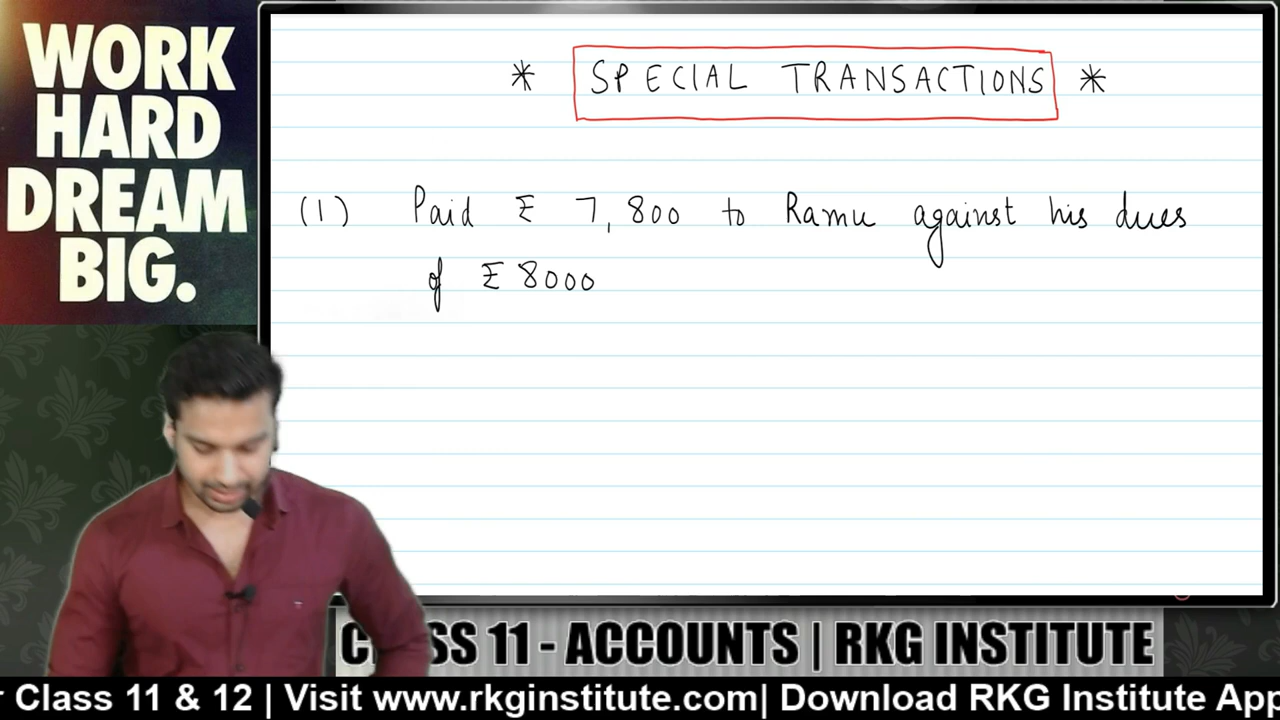 WORK
HARD
DREAM
BIG.
* SPECIAL TRANSACTIONS *
(1) Paid ₹ 7,800 to Ramu against his dues
of ₹ 8000
SS 11 - ACCOUNTS | RKG INSTITUTE
Class 11 & 12 | Visit www.rkginstitute.com| Download RKG Institute App